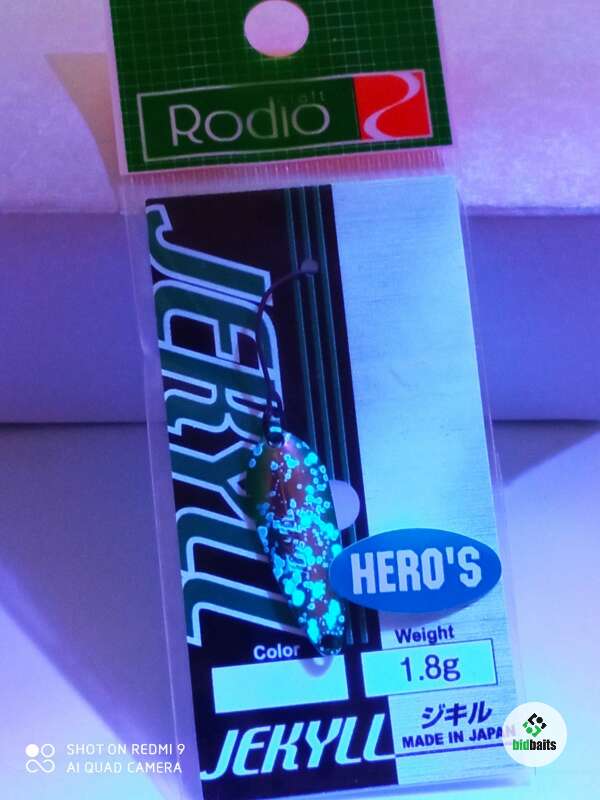 Rodio
Craft
JEKYLL
HERO'S
Color
Weight
1.8g
JEKYLL
ジキル
MADE IN JAPAN
SHOT ON REDMI 9
AI QUAD CAMERA
bidbaits